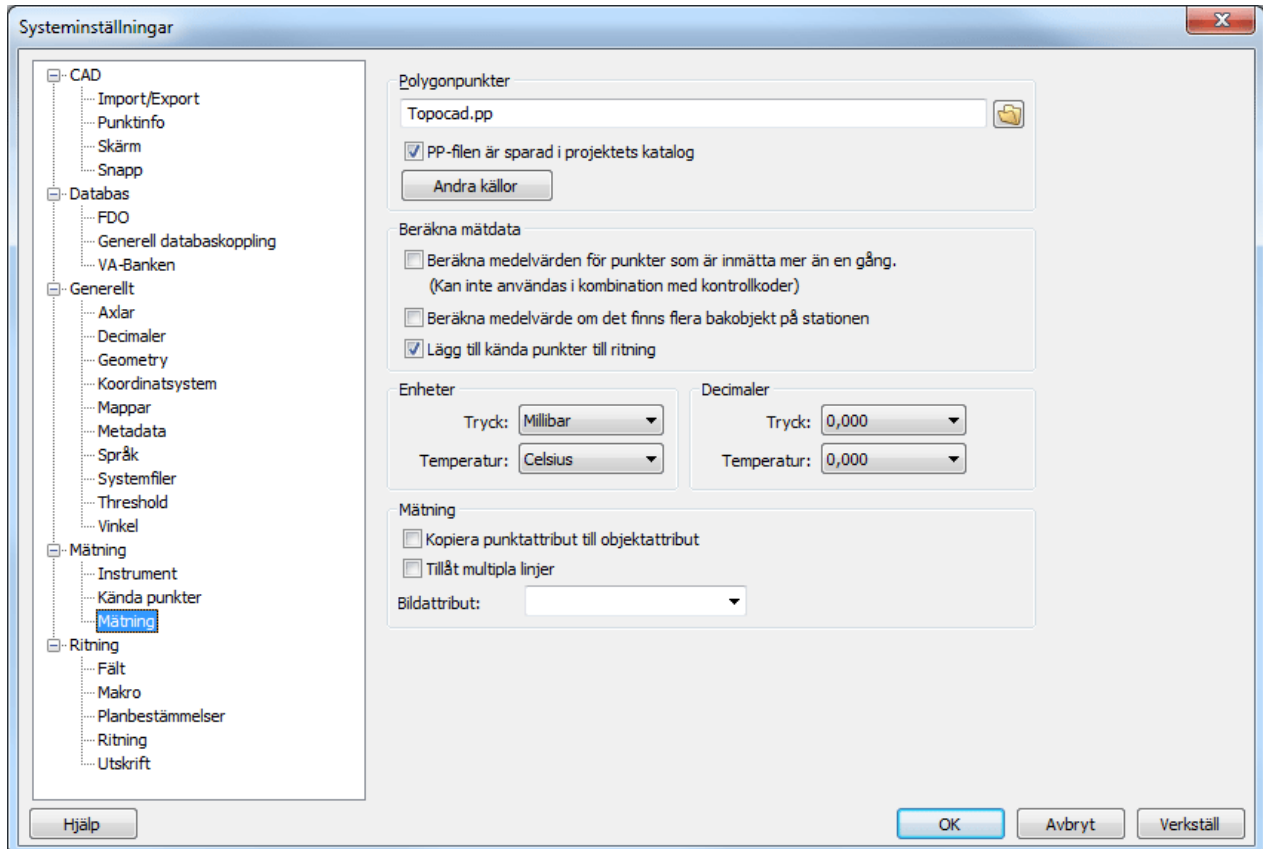 Systeminställningar
CAD
Import/Export
Punktinfo
Skärm
Snapp
Databas
FDO
Generell databaskoppling
VA-Banken
Generellt
Axlar
Decimaler
Geometry
Koordinatsystem
Mappar
Metadata
Språk
Systemfiler
Threshold
Vinkel
Mätning
Instrument
Kända punkter
Mätning
Ritning
Fält
Makro
Planbestämmelser
Ritning
Utskrift
Polygonpunkter
Topocad.pp
PP-filen är sparad i projektets katalog
Andra källor
Beräkna mätdata
Beräkna medelvärden för punkter som är inmätta mer än en gång.
(Kan inte användas i kombination med kontrollkoder)
Beräkna medelvärde om det finns flera bakobjekt på stationen
Lägg till kända punkter till ritning
Enheter
Tryck: Millibar
Temperatur: Celsius
Decimaler
Tryck: 0,000
Temperatur: 0,000
Mätning
Kopiera punktattribut till objektattribut
Tillåt multipla linjer
Bildattribut:
Hjälp
OK
Avbryt
Verkställ